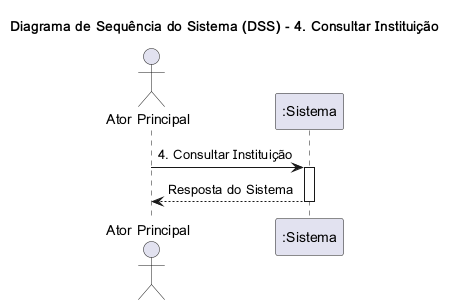 Diagrama de Sequência do Sistema (DSS) - 4. Consultar Instituição
Ator Principal
:Sistema
4. Consultar Instituição
Resposta do Sistema
Ator Principal
:Sistema